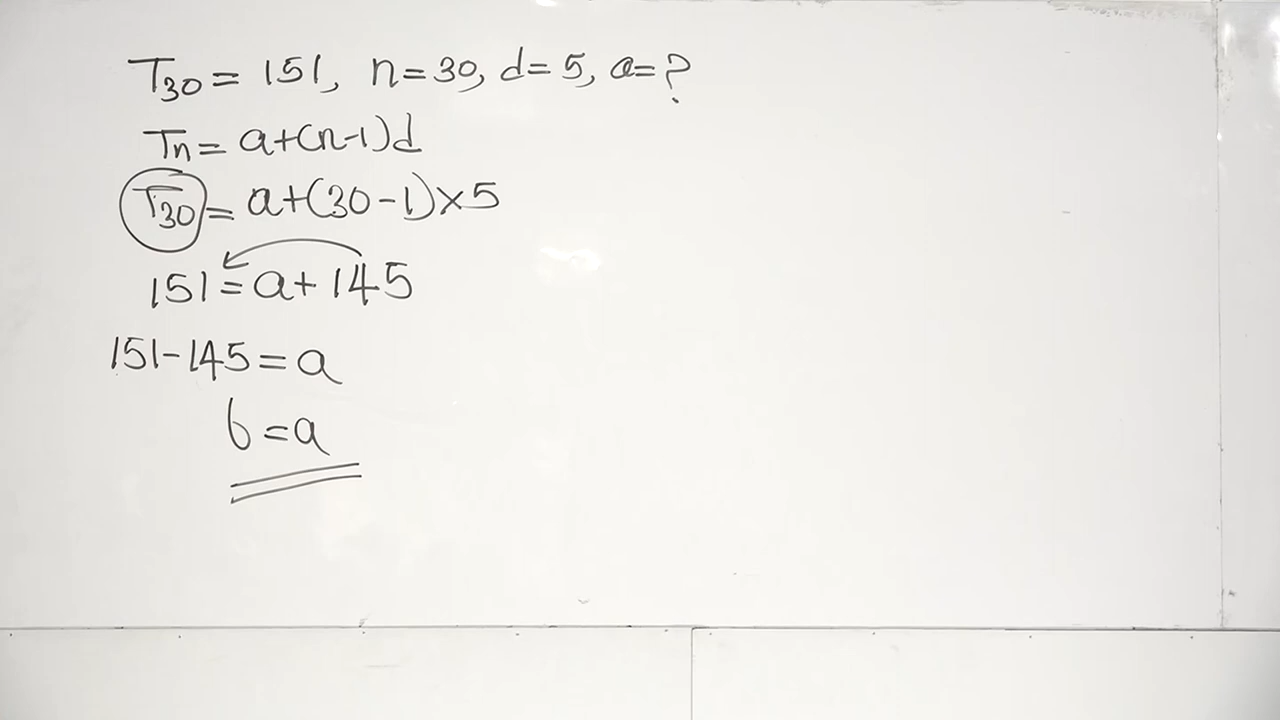 T30 = 151, n=30, d=5, a=?
Tn = a+(n-1)d
T30 = a+(30-1)×5
151 = a+145
151-145=a
6=a